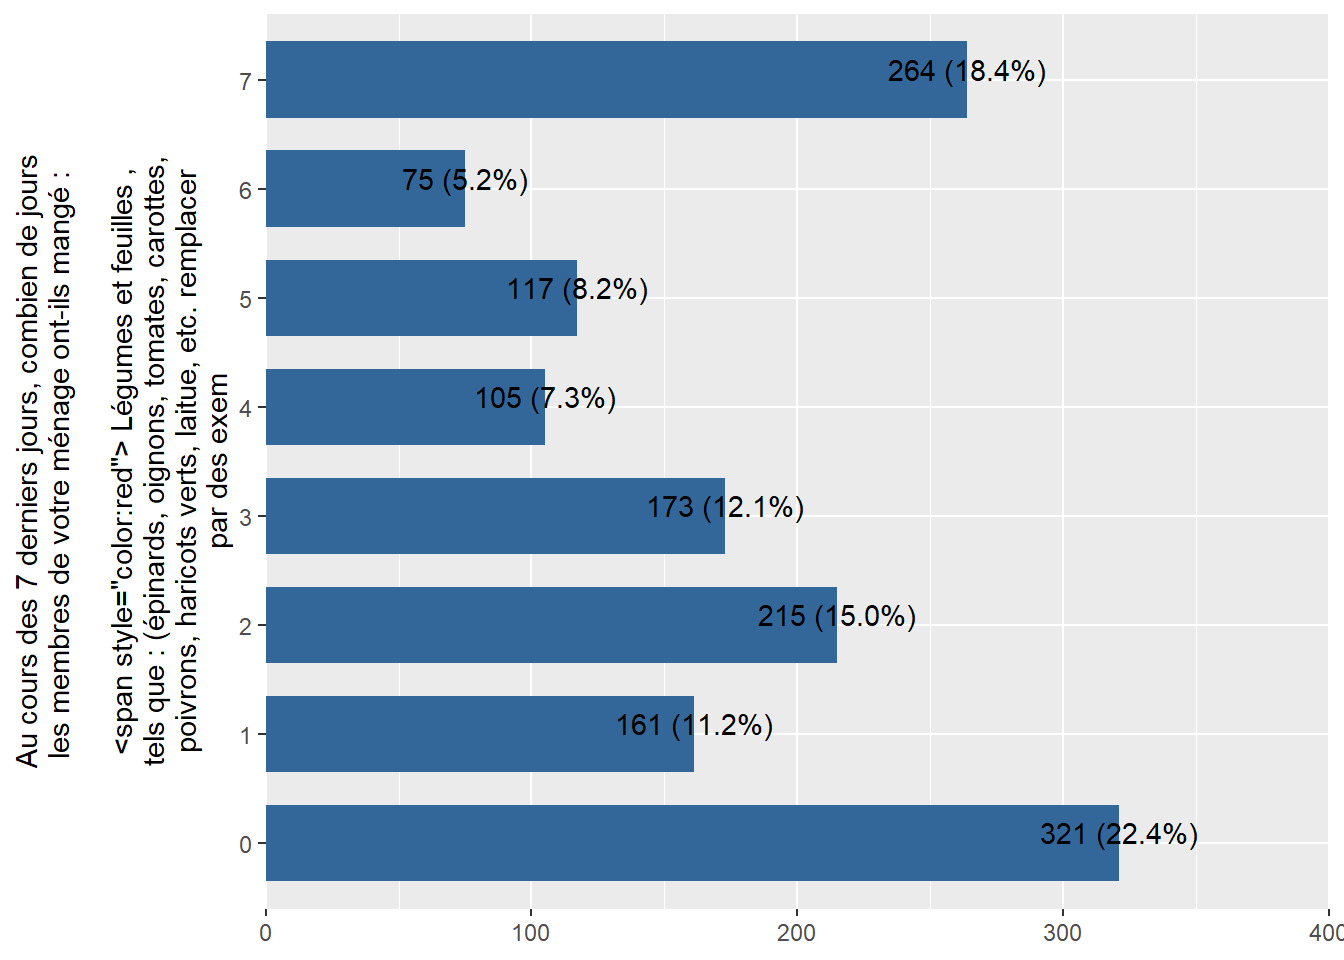 Au cours des 7 derniers jours, combien de jours
les membres de votre ménage ont-ils mangé :
<span style="color:red"> Légumes et feuilles ,
tels que : (épinards, oignons, tomates, carottes,
poivrons, haricots verts, laitue, etc. remplacer
par des exem
7
264 (18.4%)
6
75 (5.2%)
5
117 (8.2%)
4
105 (7.3%)
3
173 (12.1%)
2
215 (15.0%)
1
161 (11.2%)
0
321 (22.4%)
0 100 200 300 400